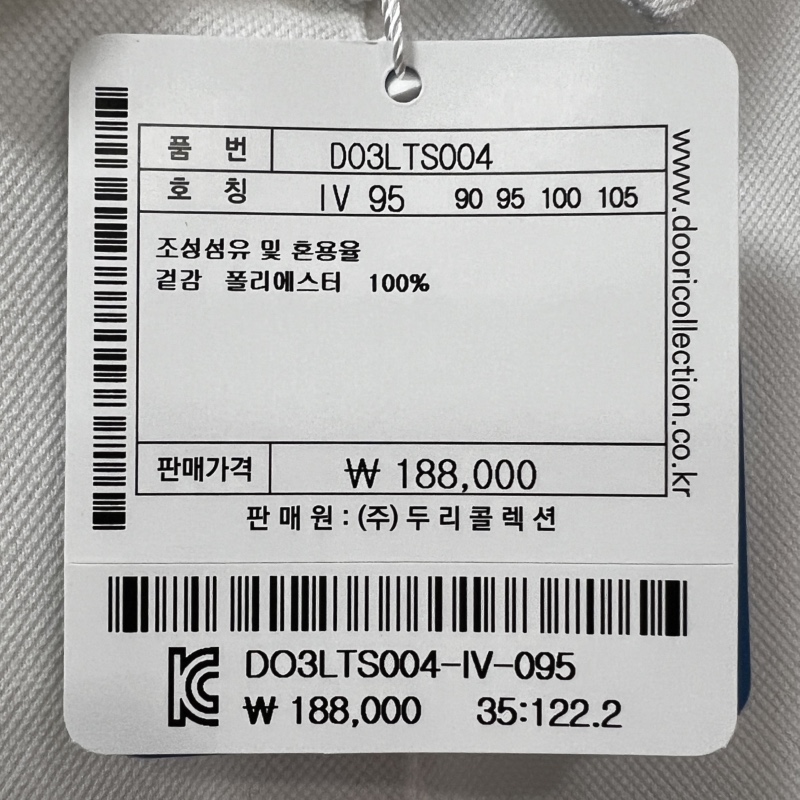 품 번 DO3LTS004
호 칭 IV 95 90 95 100 105
조성섬유 및 혼용율
겉감 폴리에스터 100%
판매가격 ₩ 188,000
판매원 : (주)두리콜렉션
www.dooricollection.co.kr
KC DO3LTS004-IV-095
₩ 188,000 35:122.2